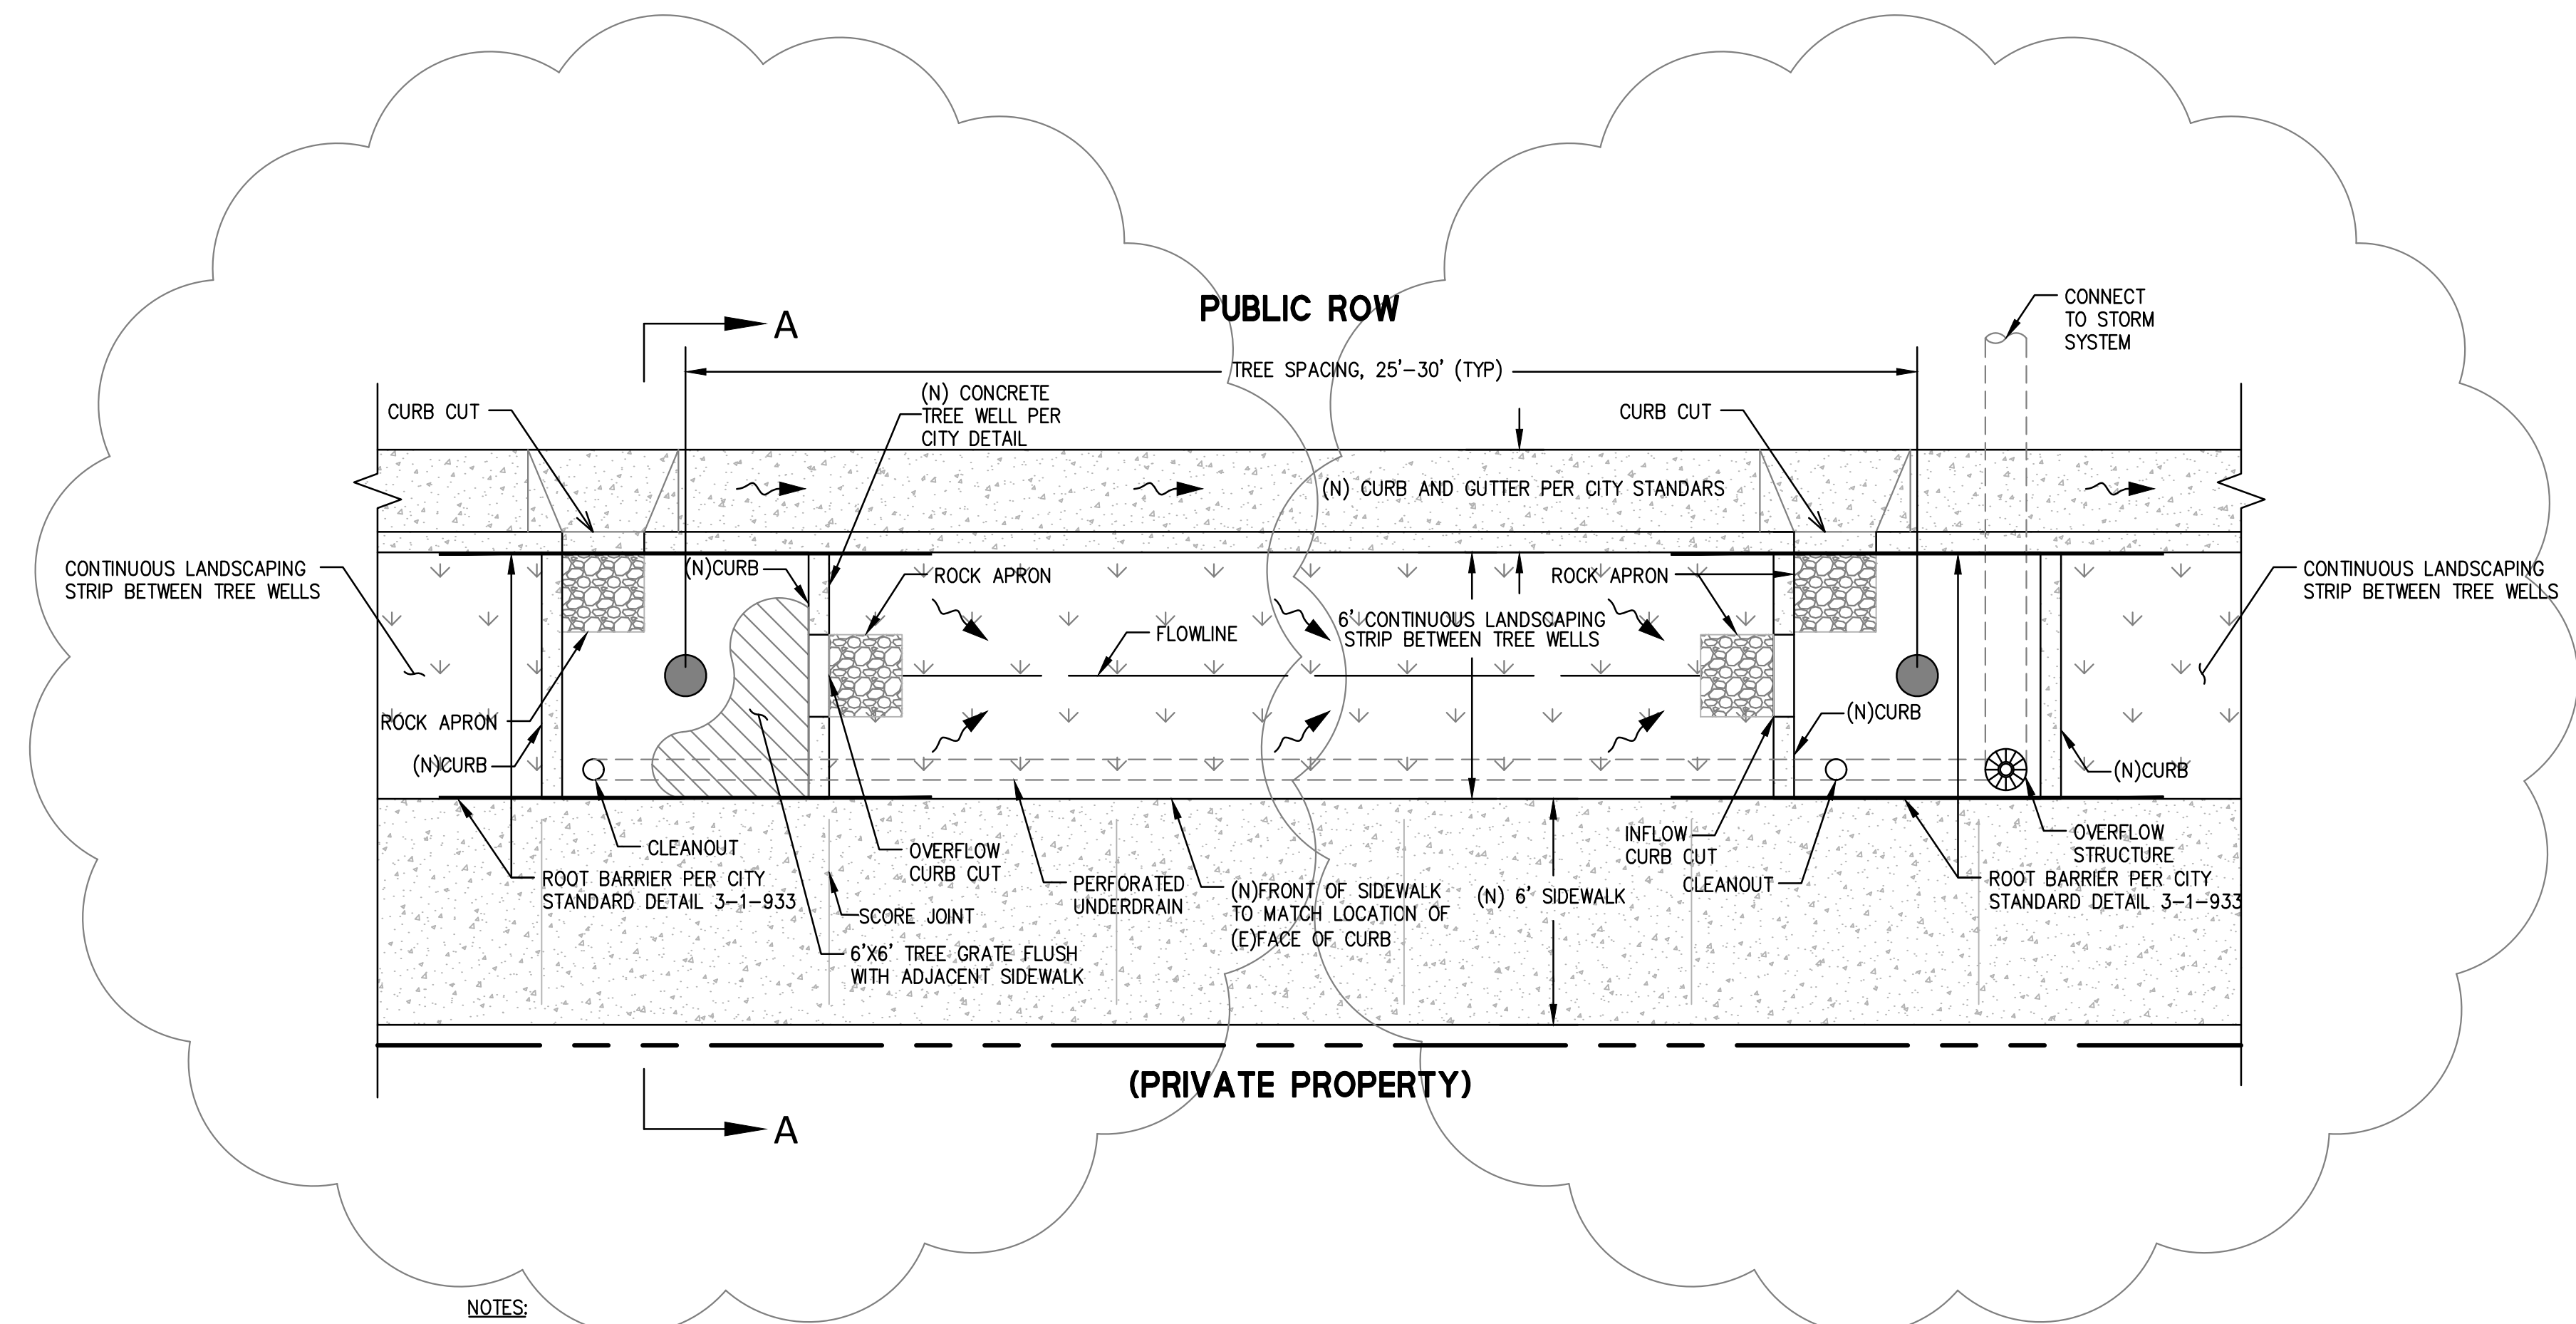 PUBLIC ROW
CONNECT
TO STORM
SYSTEM
A
TREE SPACING, 25'-30' (TYP)
(N) CONCRETE
TREE WELL PER
CITY DETAIL
CURB CUT
CURB CUT
(N) CURB AND GUTTER PER CITY STANDARS
CONTINUOUS LANDSCAPING
STRIP BETWEEN TREE WELLS
(N)CURB
ROCK APRON
ROCK APRON
CONTINUOUS LANDSCAPING
STRIP BETWEEN TREE WELLS
6' CONTINUOUS LANDSCAPING
STRIP BETWEEN TREE WELLS
FLOWLINE
ROCK APRON
(N)CURB
(N)CURB
(N)CURB
CLEANOUT
OVERFLOW
CURB CUT
INFLOW
CURB CUT
OVERFLOW
STRUCTURE
ROOT BARRIER PER CITY
STANDARD DETAIL 3-1-933
PERFORATED
UNDERDRAIN
(N)FRONT OF SIDEWALK
TO MATCH LOCATION OF
(E)FACE OF CURB
(N) 6' SIDEWALK
CLEANOUT
ROOT BARRIER PER CITY
STANDARD DETAIL 3-1-933
SCORE JOINT
6'X6' TREE GRATE FLUSH
WITH ADJACENT SIDEWALK
(PRIVATE PROPERTY)
A
NOTES: